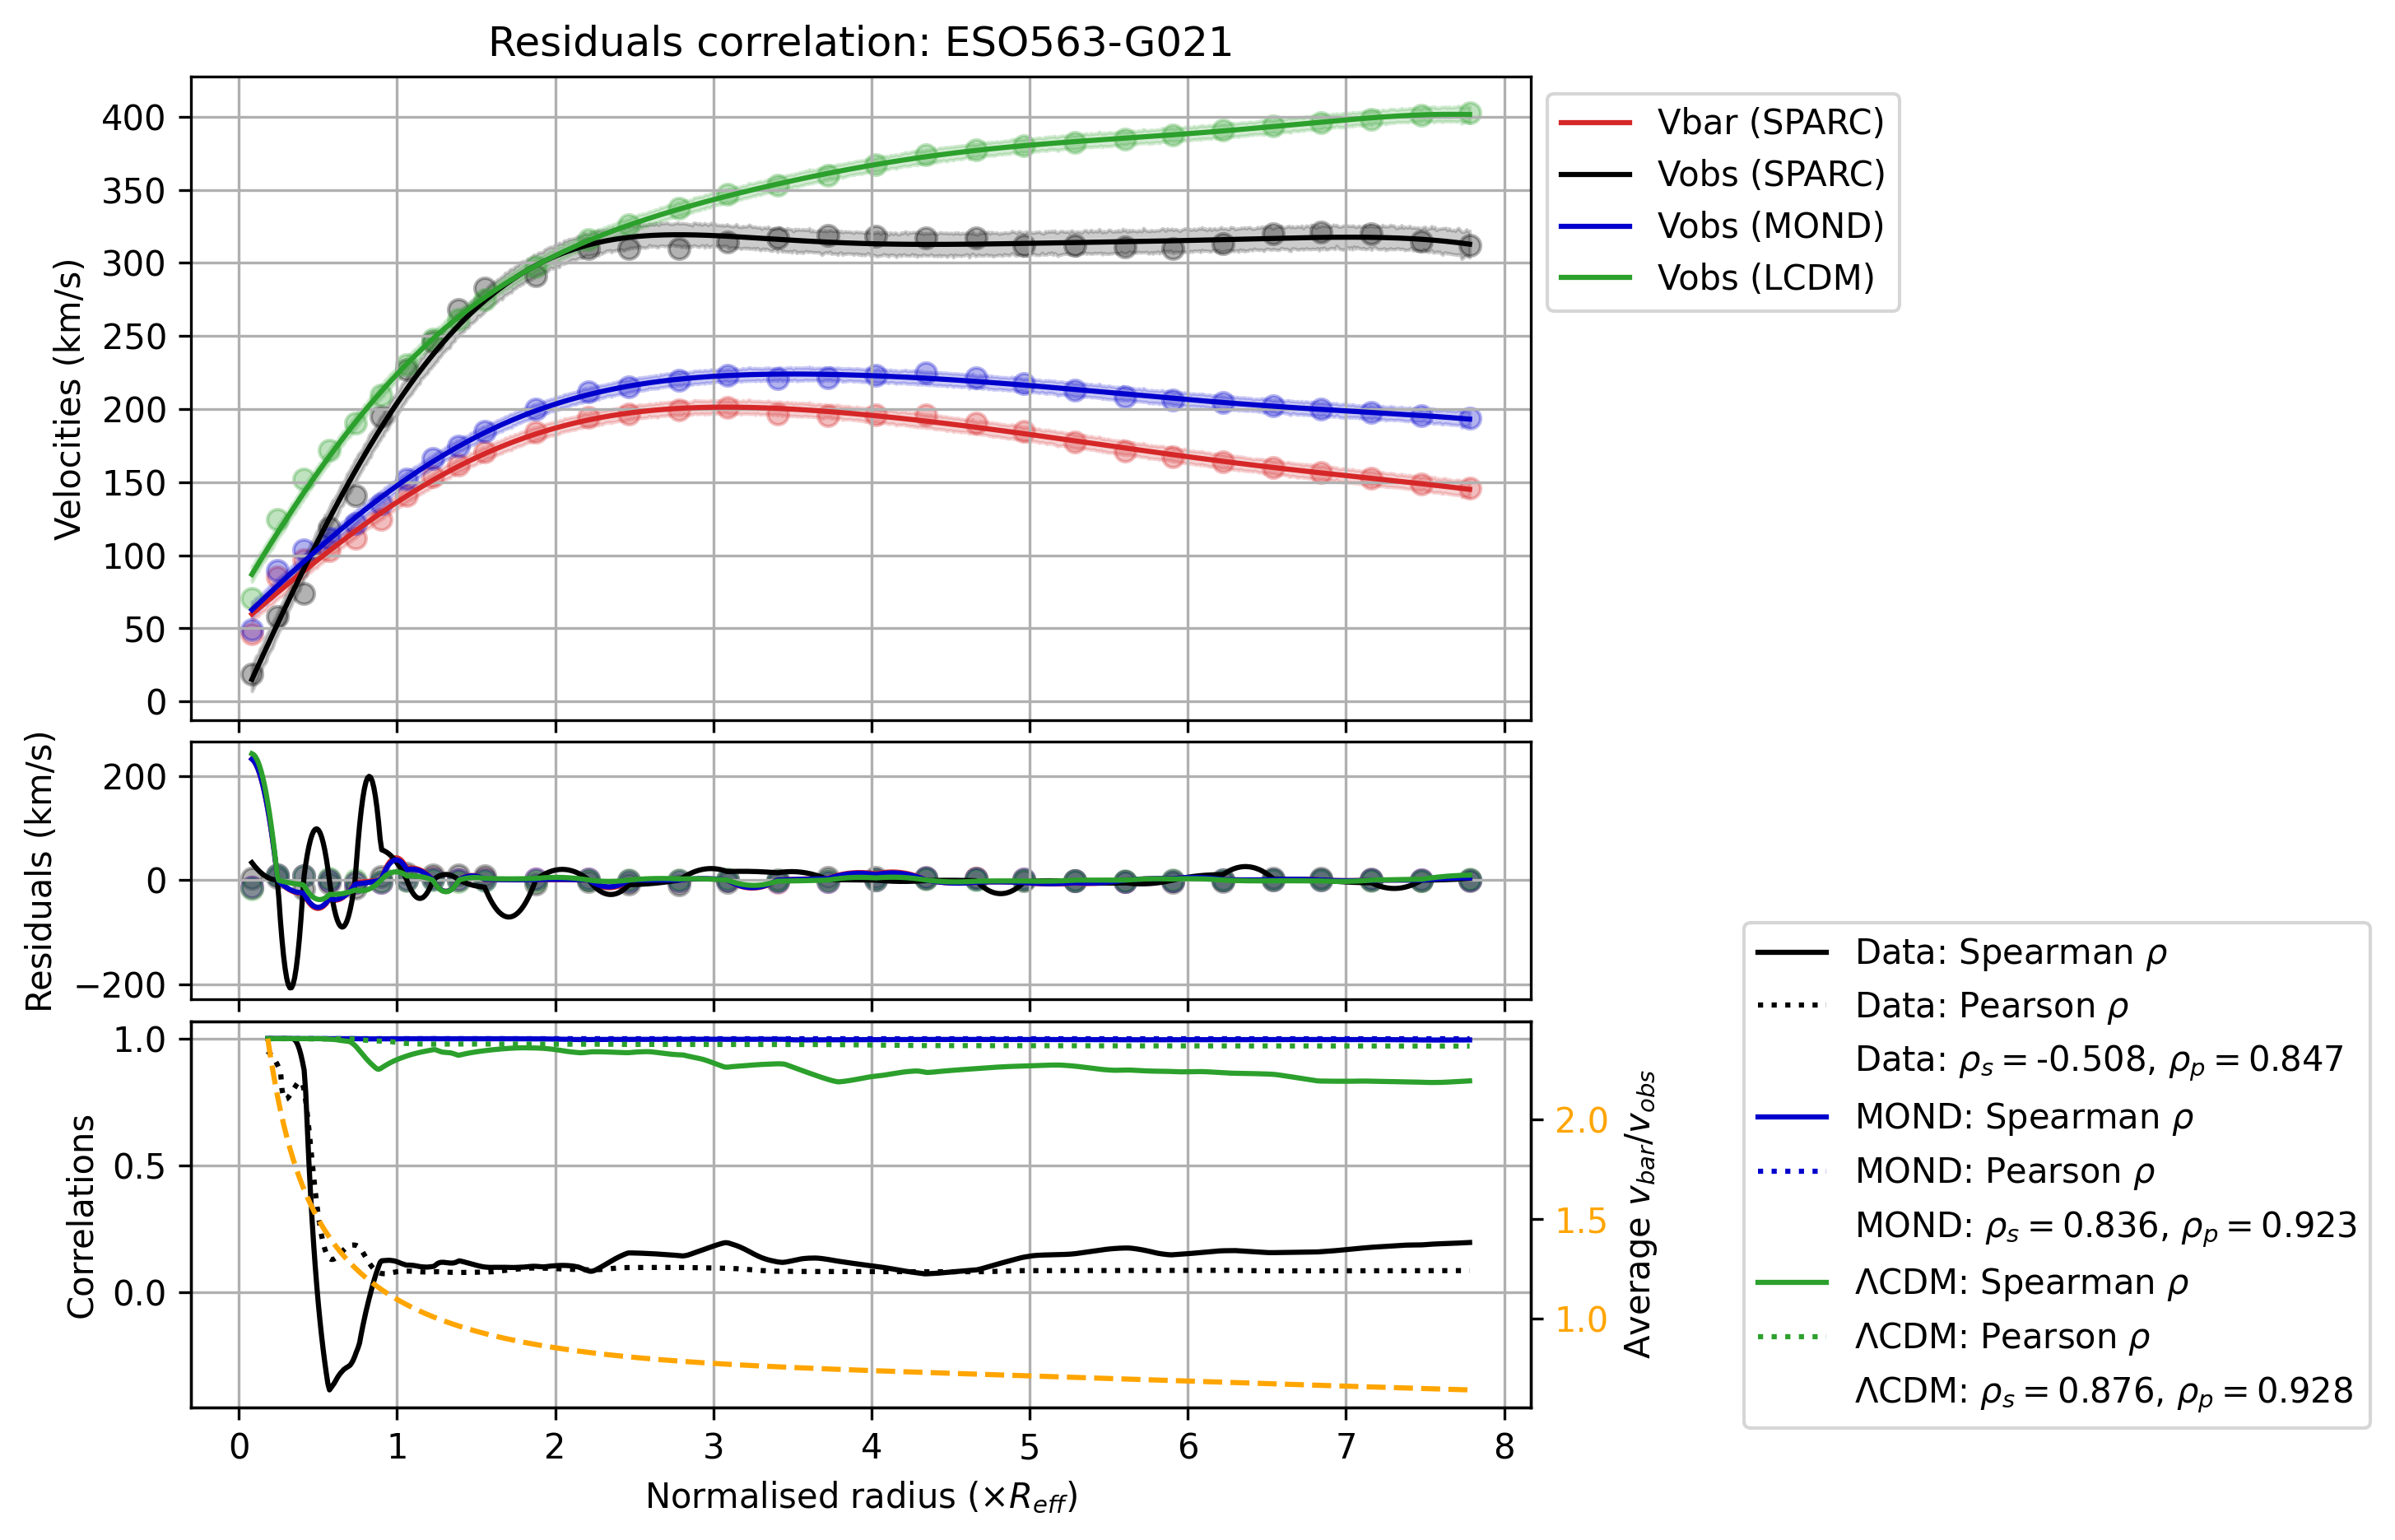 Residuals correlation: ESO563-G021
400
350
300
250
200
150
100
50
0
Velocities (km/s)
Vbar (SPARC)
Vobs (SPARC)
Vobs (MOND)
Vobs (LCDM)
200
0
−200
Residuals (km/s)
1.0
0.5
0.0
Correlations
2.0
1.5
1.0
Average v_bar/v_obs
0 1 2 3 4 5 6 7 8
Normalised radius (×R_eff)
Data: Spearman ρ
Data: Pearson ρ
Data: ρ_s = -0.508, ρ_p = 0.847
MOND: Spearman ρ
MOND: Pearson ρ
MOND: ρ_s = 0.836, ρ_p = 0.923
ΛCDM: Spearman ρ
ΛCDM: Pearson ρ
ΛCDM: ρ_s = 0.876, ρ_p = 0.928